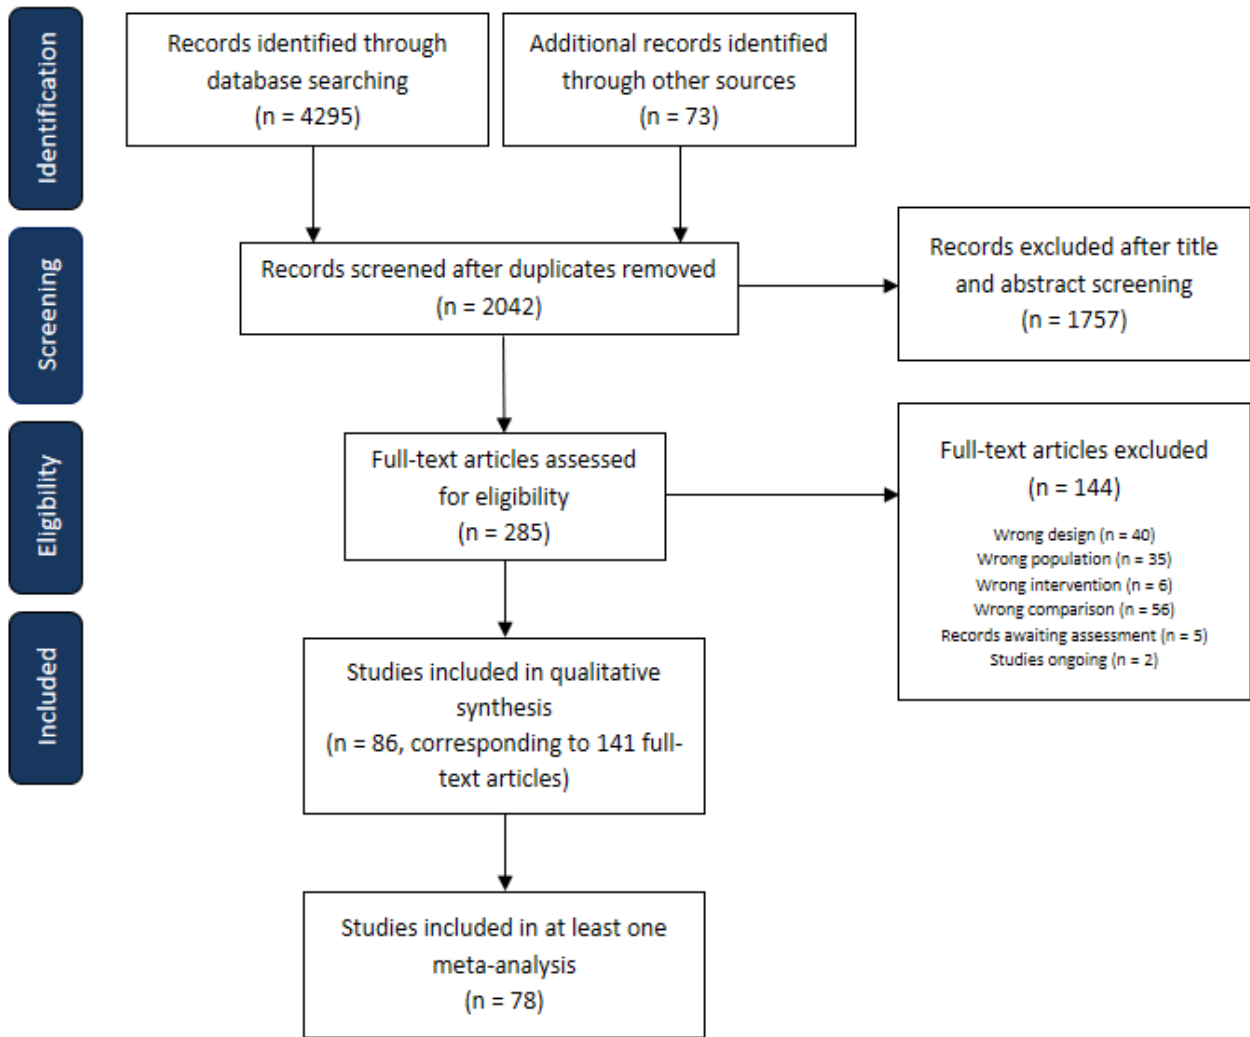 Identification
Records identified through
database searching
(n = 4295)
Additional records identified
through other sources
(n = 73)
Screening
Records screened after duplicates removed
(n = 2042)
Records excluded after title
and abstract screening
(n = 1757)
Eligibility
Full-text articles assessed
for eligibility
(n = 285)
Full-text articles excluded
(n = 144)
Wrong design (n = 40)
Wrong population (n = 35)
Wrong intervention (n = 6)
Wrong comparison (n = 56)
Records awaiting assessment (n = 5)
Studies ongoing (n = 2)
Included
Studies included in qualitative
synthesis
(n = 86, corresponding to 141 full-
text articles)
Studies included in at least one
meta-analysis
(n = 78)